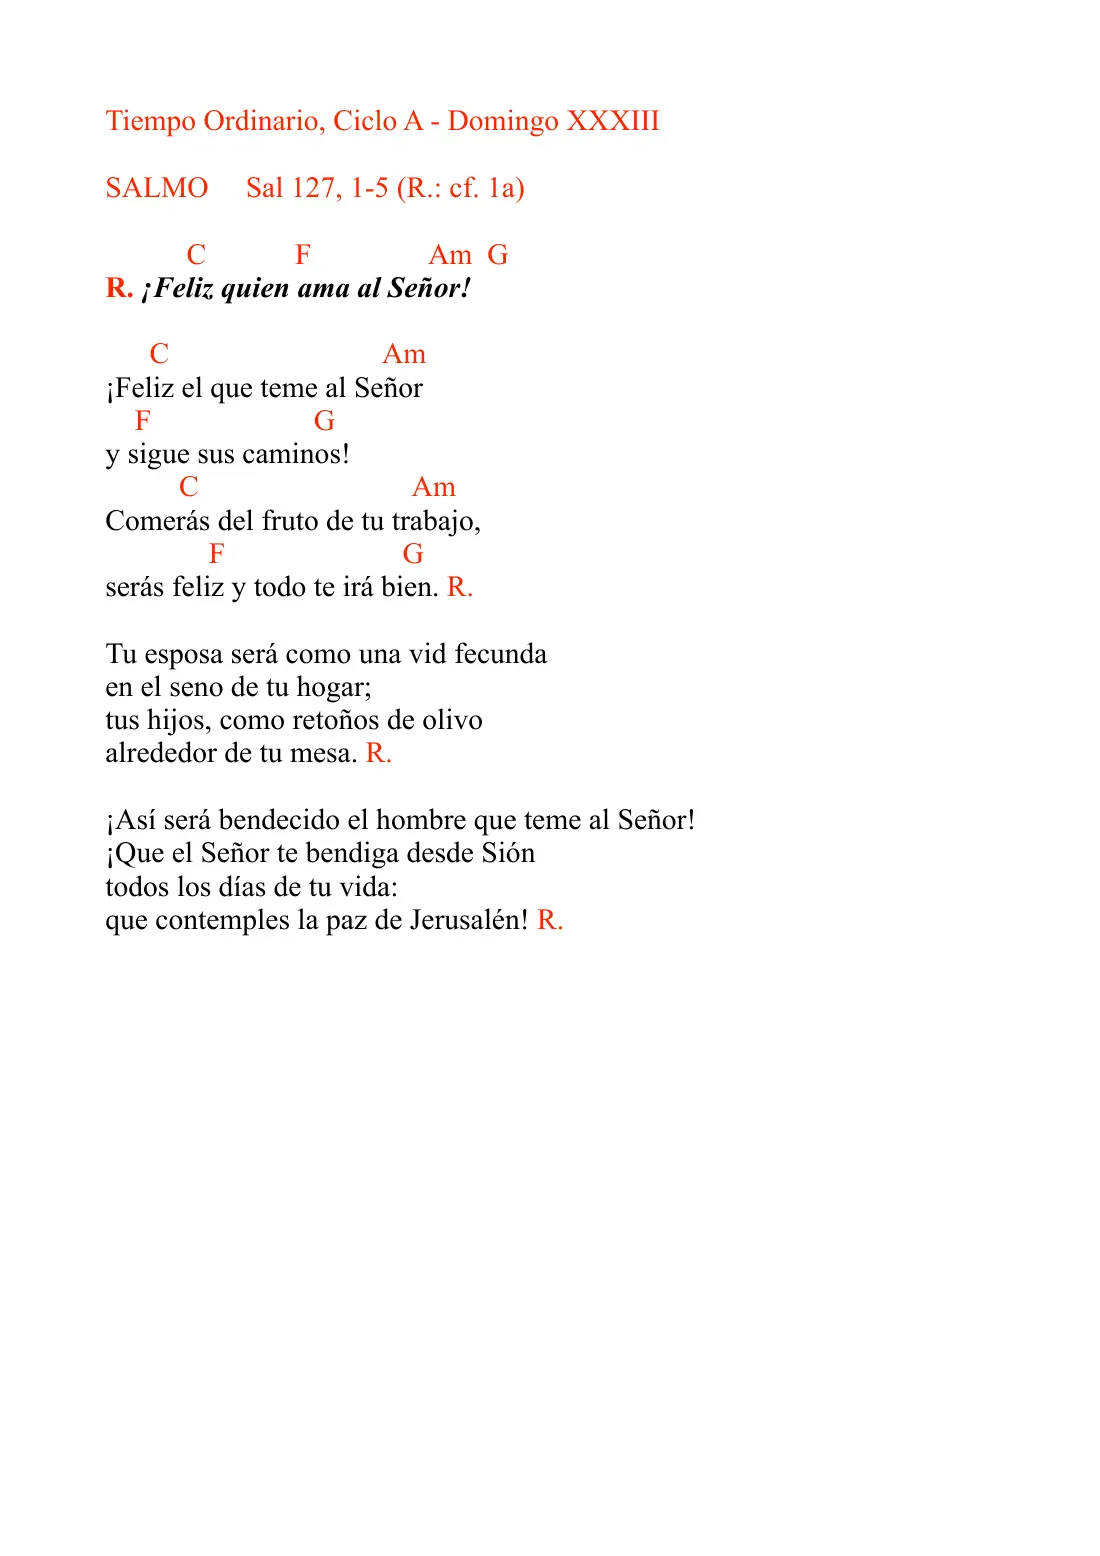 Tiempo Ordinario, Ciclo A - Domingo XXXIII
SALMO Sal 127, 1-5 (R.: cf. 1a)
C F Am G
R. ¡Feliz quien ama al Señor!
C Am
¡Feliz el que teme al Señor
F G
y sigue sus caminos!
C Am
Comerás del fruto de tu trabajo,
F G
serás feliz y todo te irá bien. R.
Tu esposa será como una vid fecunda
en el seno de tu hogar;
tus hijos, como retoños de olivo
alrededor de tu mesa. R.
¡Así será bendecido el hombre que teme al Señor!
¡Que el Señor te bendiga desde Sión
todos los días de tu vida:
que contemples la paz de Jerusalén! R.